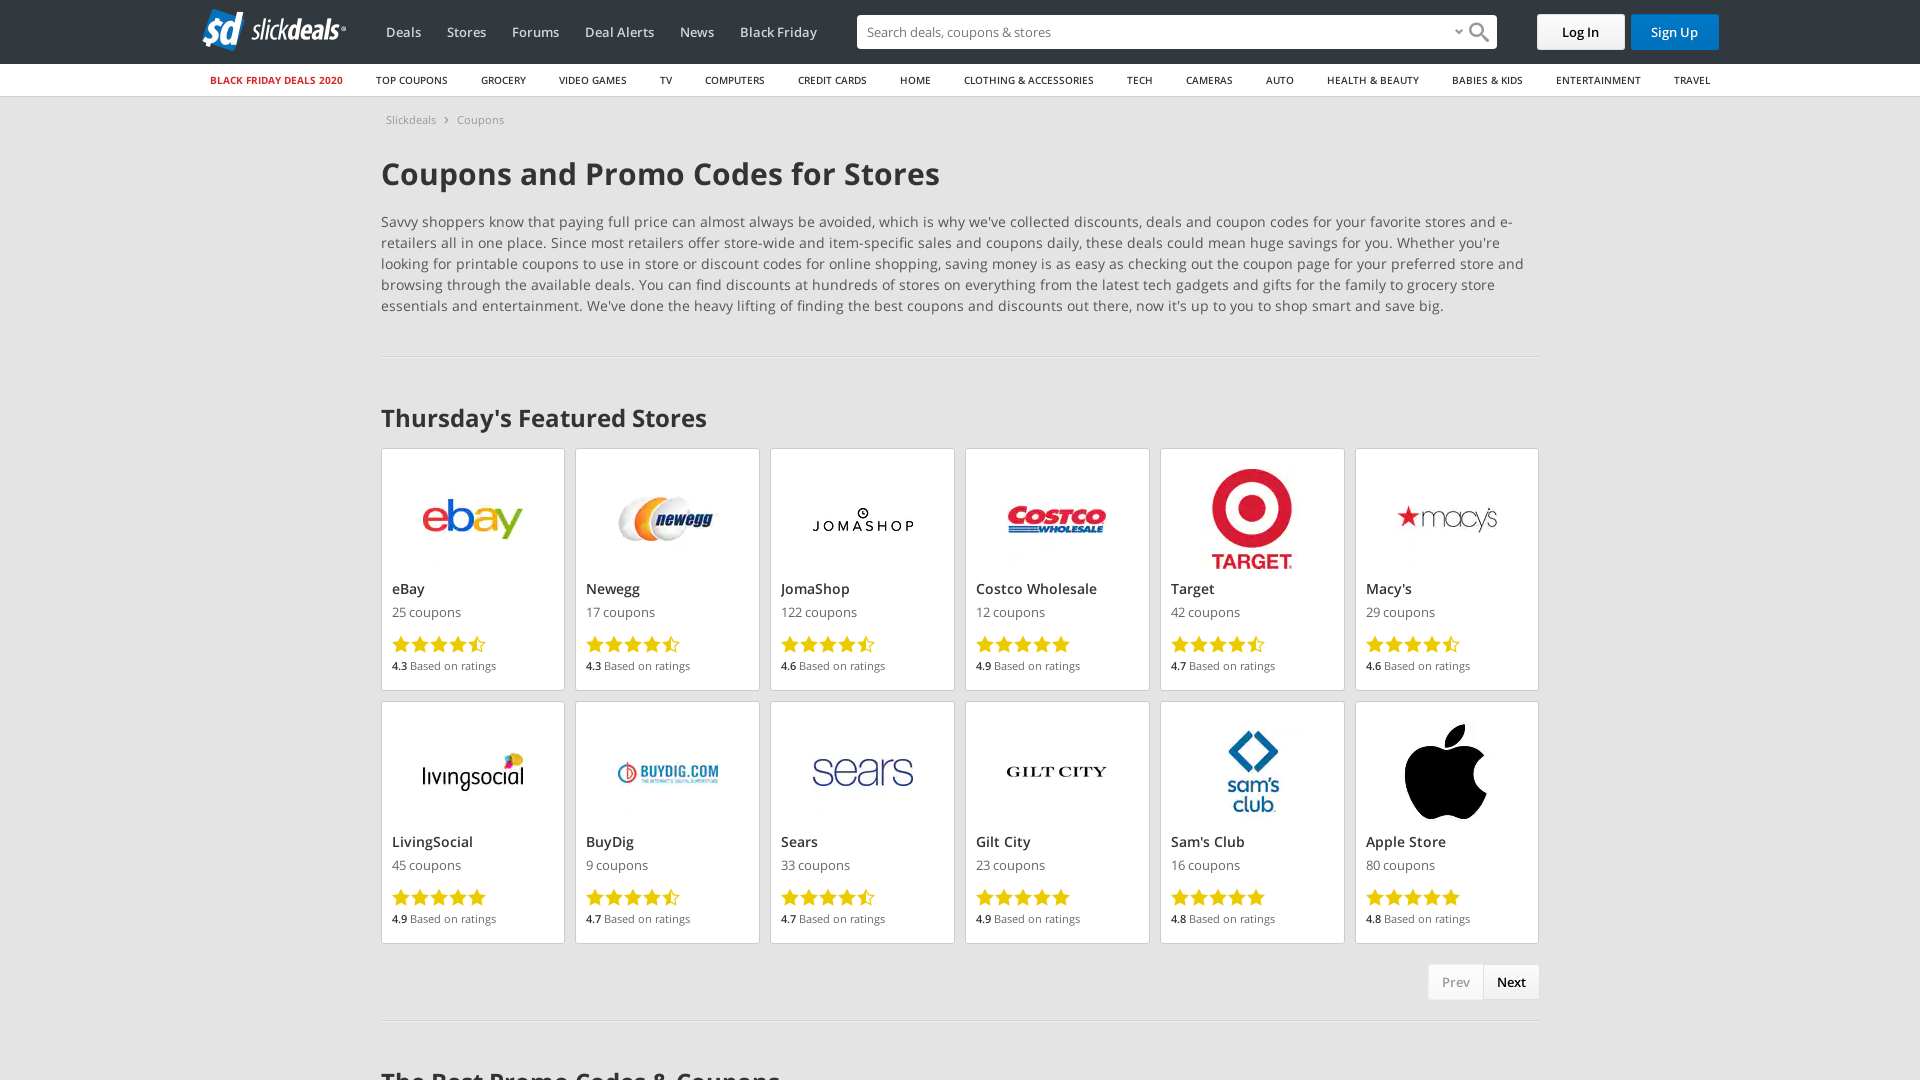 sd slickdeals®
Deals
Stores
Forums
Deal Alerts
News
Black Friday
Search deals, coupons & stores
Log In
Sign Up
BLACK FRIDAY DEALS 2020
TOP COUPONS
GROCERY
VIDEO GAMES
TV
COMPUTERS
CREDIT CARDS
HOME
CLOTHING & ACCESSORIES
TECH
CAMERAS
AUTO
HEALTH & BEAUTY
BABIES & KIDS
ENTERTAINMENT
TRAVEL
Slickdeals › Coupons
Coupons and Promo Codes for Stores
Savvy shoppers know that paying full price can almost always be avoided, which is why we've collected discounts, deals and coupon codes for your favorite stores and e-
retailers all in one place. Since most retailers offer store-wide and item-specific sales and coupons daily, these deals could mean huge savings for you. Whether you're
looking for printable coupons to use in store or discount codes for online shopping, saving money is as easy as checking out the coupon page for your preferred store and
browsing through the available deals. You can find discounts at hundreds of stores on everything from the latest tech gadgets and gifts for the family to grocery store
essentials and entertainment. We've done the heavy lifting of finding the best coupons and discounts out there, now it's up to you to shop smart and save big.
Thursday's Featured Stores
ebay
eBay
25 coupons
4.3 Based on ratings
newegg
Newegg
17 coupons
4.3 Based on ratings
JOMASHOP
JomaShop
122 coupons
4.6 Based on ratings
COSTCO
WHOLESALE
Costco Wholesale
12 coupons
4.9 Based on ratings
TARGET
Target
42 coupons
4.7 Based on ratings
macy's
Macy's
29 coupons
4.6 Based on ratings
livingsocial
LivingSocial
45 coupons
4.9 Based on ratings
BUYDIG.COM
BuyDig
9 coupons
4.7 Based on ratings
sears
Sears
33 coupons
4.7 Based on ratings
GILT CITY
Gilt City
23 coupons
4.9 Based on ratings
sam's
club
Sam's Club
16 coupons
4.8 Based on ratings
Apple Store
80 coupons
4.8 Based on ratings
Prev
Next
The Best Promo Codes & Coupons